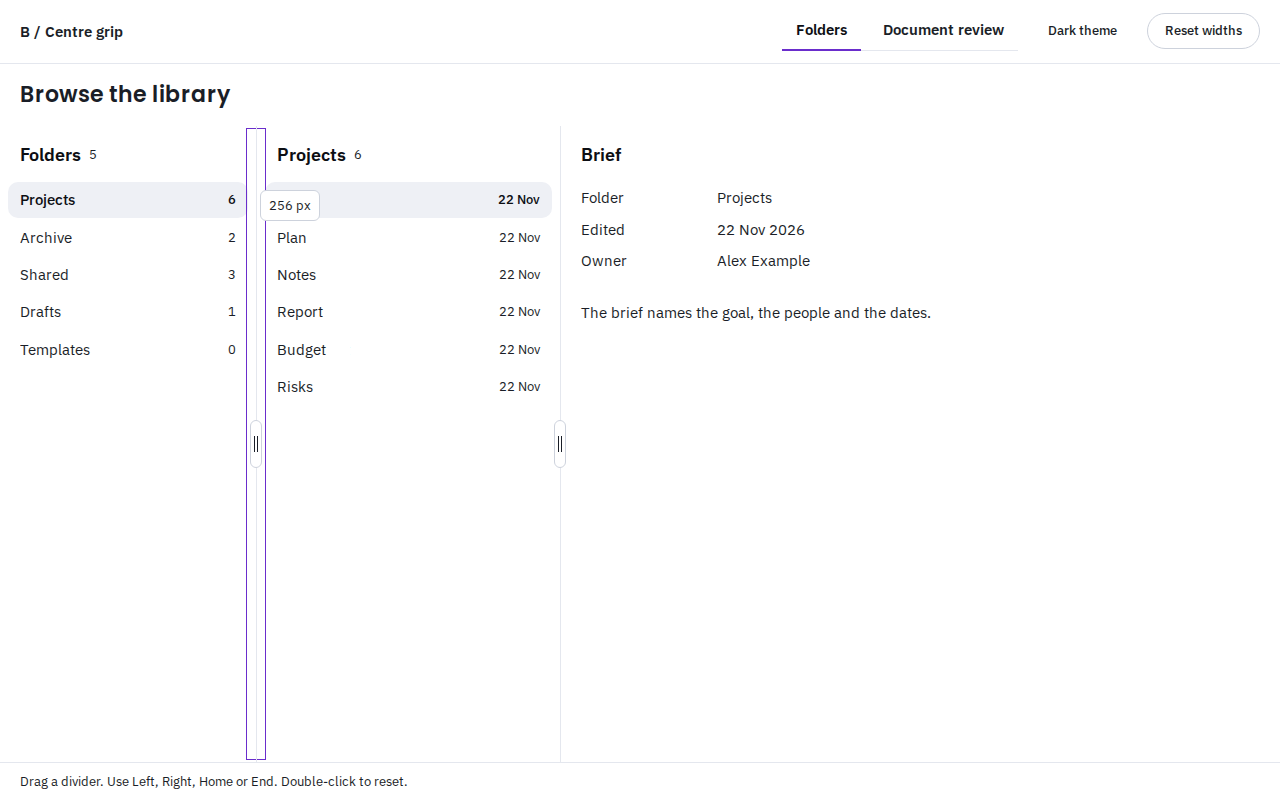 B / Centre grip
Folders
Document review
Dark theme
Reset widths
Browse the library
Folders 5
Projects 6
Archive 2
Shared 3
Drafts 1
Templates 0
256 px
Projects 6
22 Nov
Plan 22 Nov
Notes 22 Nov
Report 22 Nov
Budget 22 Nov
Risks 22 Nov
Brief
Folder Projects
Edited 22 Nov 2026
Owner Alex Example
The brief names the goal, the people and the dates.
Drag a divider. Use Left, Right, Home or End. Double-click to reset.